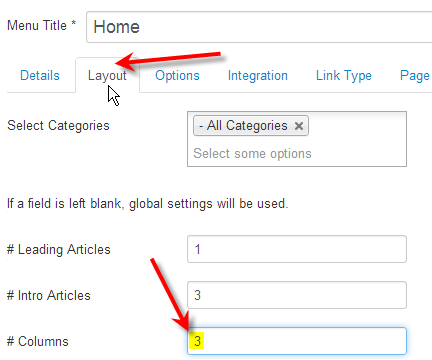 Menu Title * Home
Details Layout Options Integration Link Type Page
Select Categories - All Categories ×
Select some options
If a field is left blank, global settings will be used.
# Leading Articles 1
# Intro Articles 3
# Columns 3